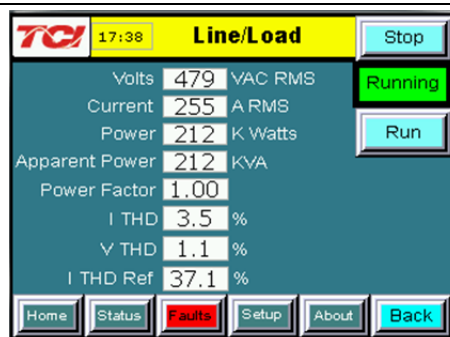 TCI 17:38 Line/Load Stop
Volts 479 VAC RMS Running
Current 255 A RMS
Power 212 K Watts Run
Apparent Power 212 KVA
Power Factor 1.00
I THD 3.5 %
V THD 1.1 %
I THD Ref 37.1 %
Home Status Faults Setup About Back